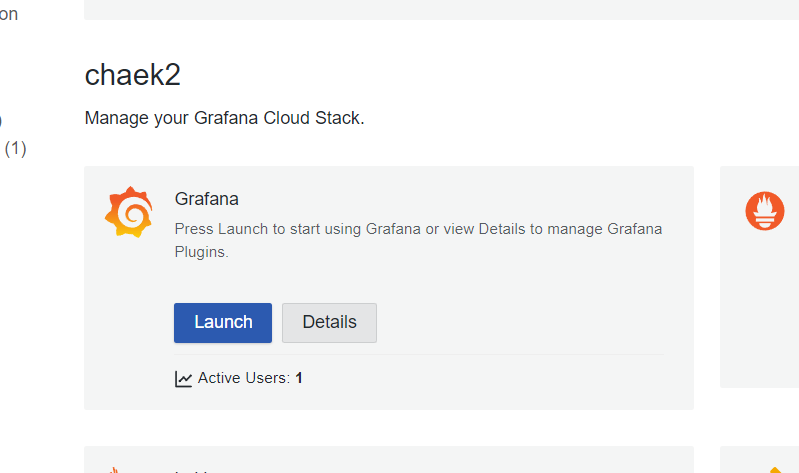 on
chaek2
Manage your Grafana Cloud Stack.
)
(1)
Grafana
Press Launch to start using Grafana or view Details to manage Grafana
Plugins.
Launch
Details
Active Users: 1